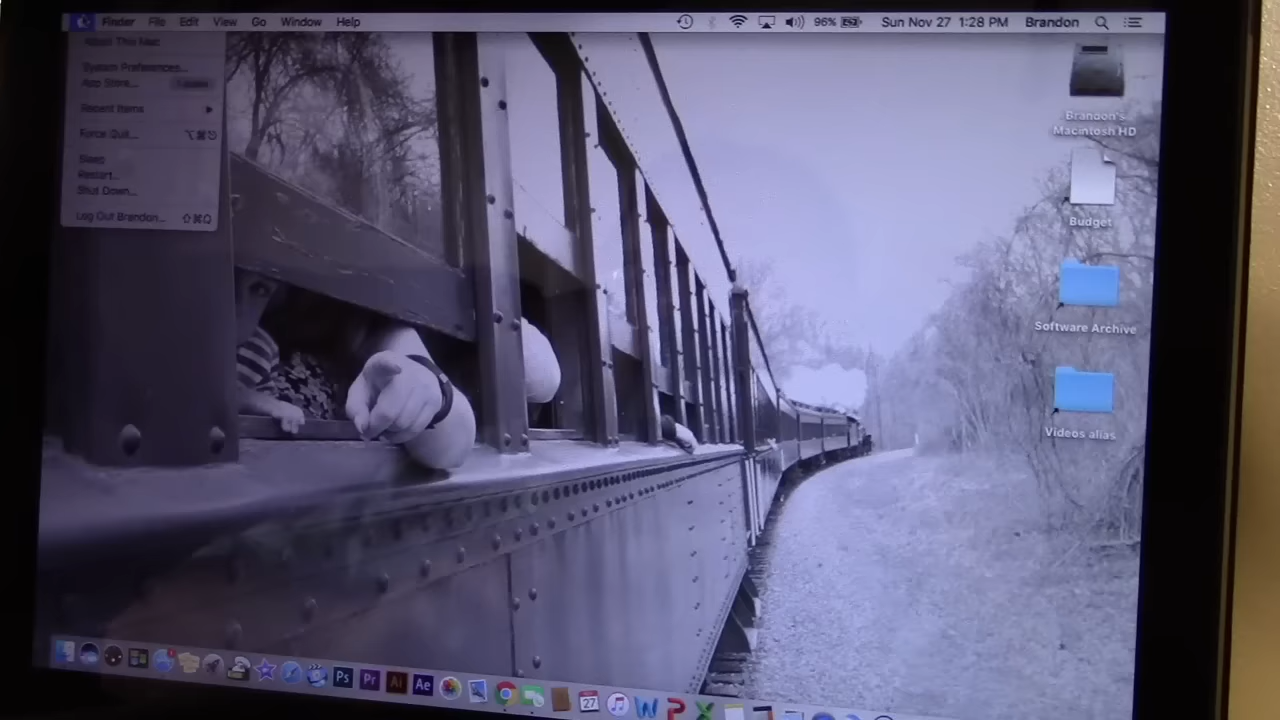 Finder File Edit View Go Window Help 96% Sun Nov 27 1:28 PM Brandon
About This Mac
System Preferences...
App Store...
Recent Items
Force Quit... ⌥⌘⎋
Sleep
Restart...
Shut Down...
Log Out Brandon... ⇧⌘Q
Brandon's
Macintosh HD
Budget
Software Archive
Videos alias
Ps Pr Ai Ae 27 W P X